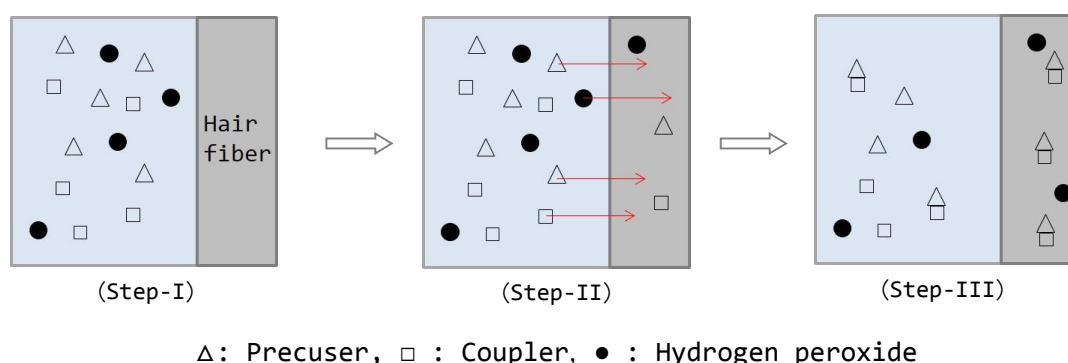 Hair
fiber
(Step-I)
(Step-II)
(Step-III)
△: Precuser, □ : Coupler, ● : Hydrogen peroxide